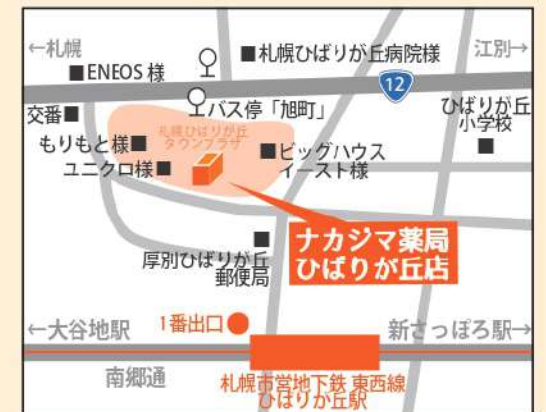 ←札幌
江別→
■札幌ひばりが丘病院様
■ENEOS 様
12
バス停「旭町」
交番■
ひばりが丘
小学校
■
札幌ひばりが丘
タウンプラザ
もりもと様■
ユニクロ様■
■ビッグハウス
イースト様
ナカジマ薬局
ひばりが丘店
■
厚別ひばりが丘
郵便局
1番出口●
←大谷地駅
新さっぽろ駅→
南郷通
札幌市営地下鉄 東西線
ひばりが丘駅